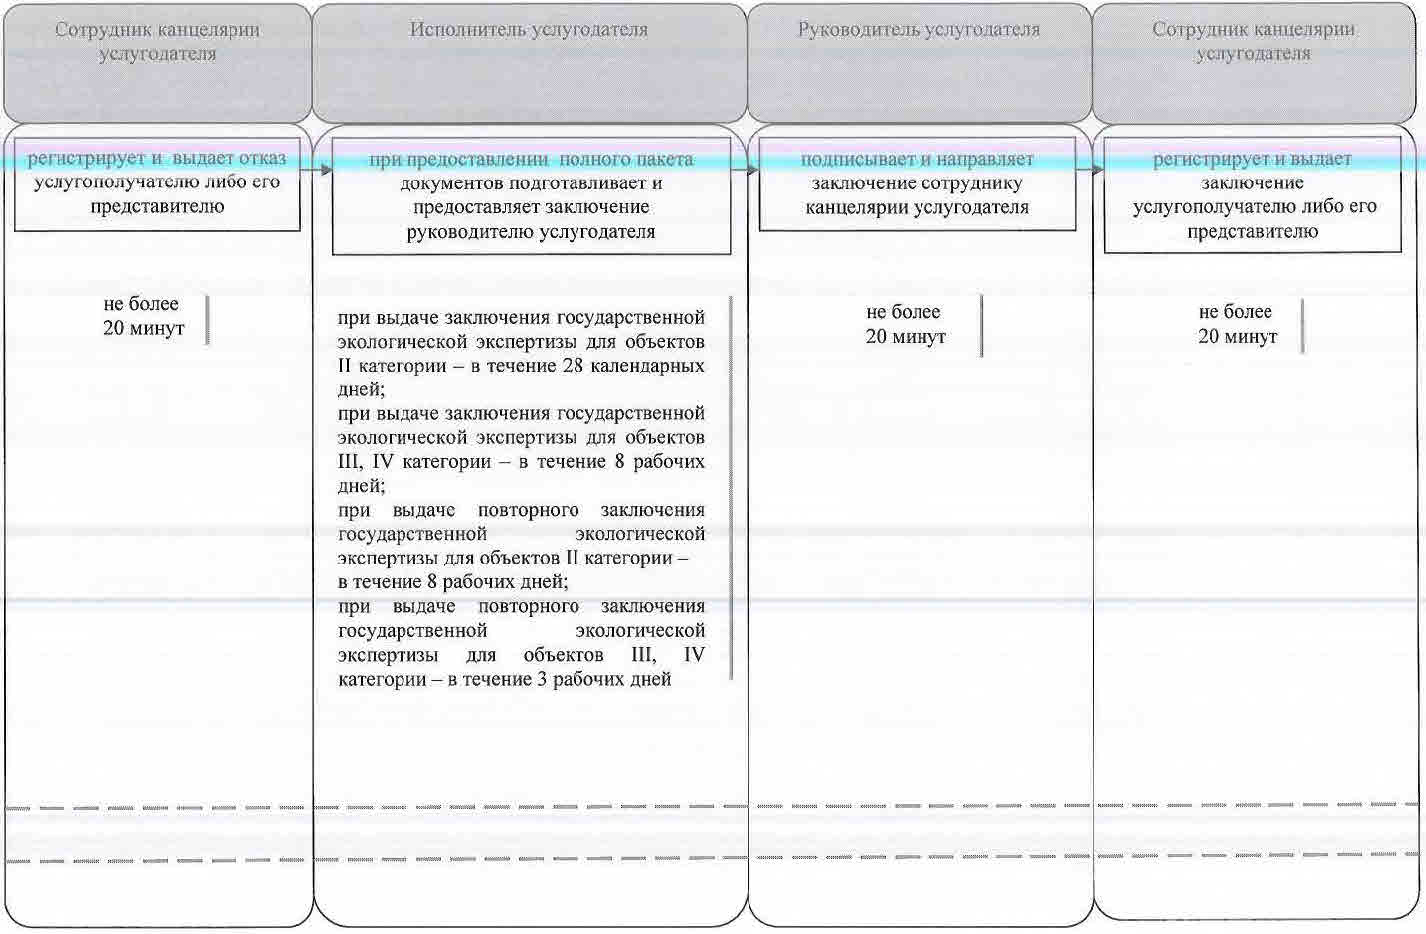 Сотрудник канцелярии
услугодателя
Исполнитель услугодателя
Руководитель услугодателя
Сотрудник канцелярии
услугодателя
регистрирует и выдает отказ
услугополучателю либо его
представителю
при предоставлении полного пакета
документов подготавливает и
предоставляет заключение
руководителю услугодателя
подписывает и направляет
заключение сотруднику
канцелярии услугодателя
регистрирует и выдает
заключение
услугополучателю либо его
представителю
не более
20 минут
при выдаче заключения государственной
экологической экспертизы для объектов
II категории – в течение 28 календарных
дней;
при выдаче заключения государственной
экологической экспертизы для объектов
III, IV категории – в течение 8 рабочих
дней;
при выдаче повторного заключения
государственной экологической
экспертизы для объектов II категории –
в течение 8 рабочих дней;
при выдаче повторного заключения
государственной экологической
экспертизы для объектов III, IV
категории – в течение 3 рабочих дней
не более
20 минут
не более
20 минут